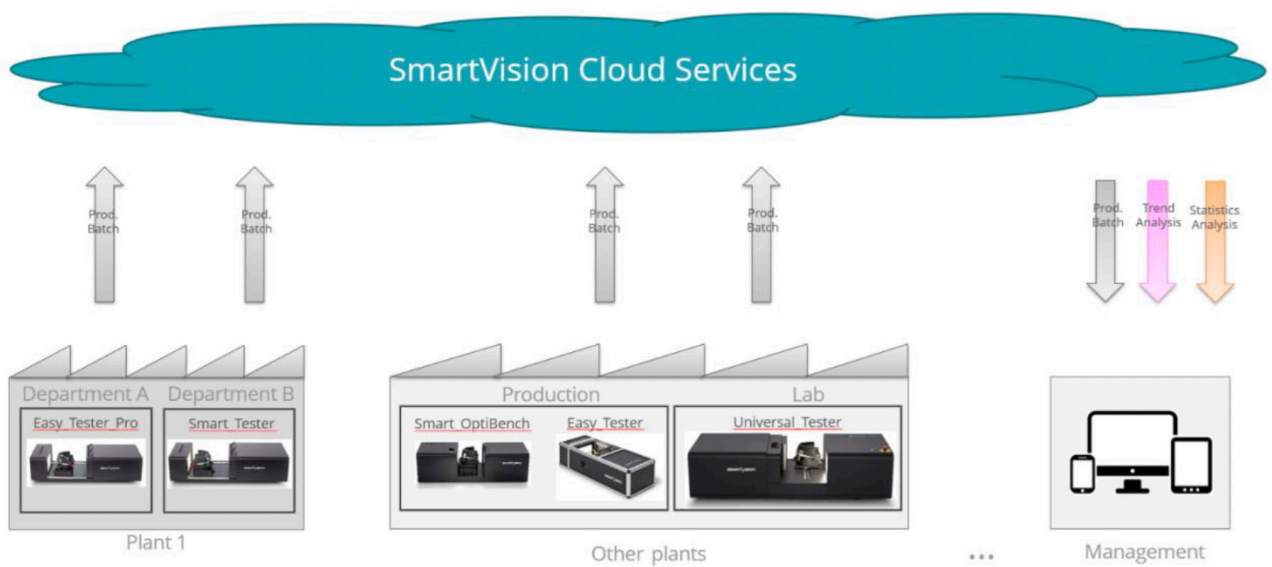 SmartVision Cloud Services
Prod.
Batch
Prod.
Batch
Prod.
Batch
Prod.
Batch
Prod.
Batch
Trend
Analysis
Statistics
Analysis
Department A
Department B
Easy_Tester_Pro
Smart_Tester
Plant 1
Production
Lab
Smart_OptiBench
Easy_Tester
Universal_Tester
Other plants
...
Management